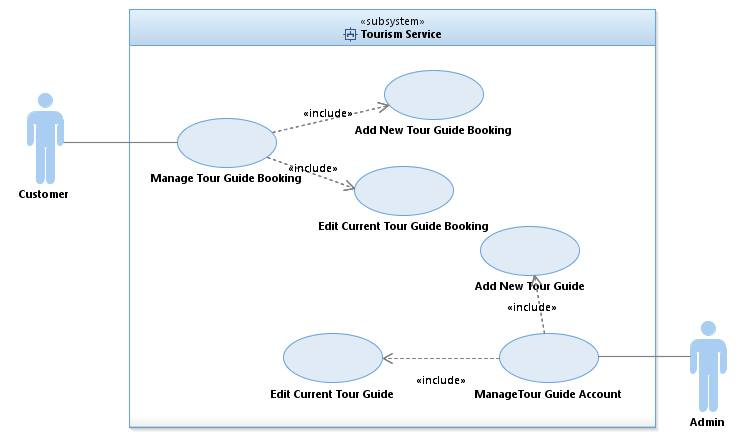 «subsystem»
Tourism Service
«include»
Add New Tour Guide Booking
Manage Tour Guide Booking
«include»
Customer
Edit Current Tour Guide Booking
Add New Tour Guide
«include»
«include»
Edit Current Tour Guide
ManageTour Guide Account
Admin